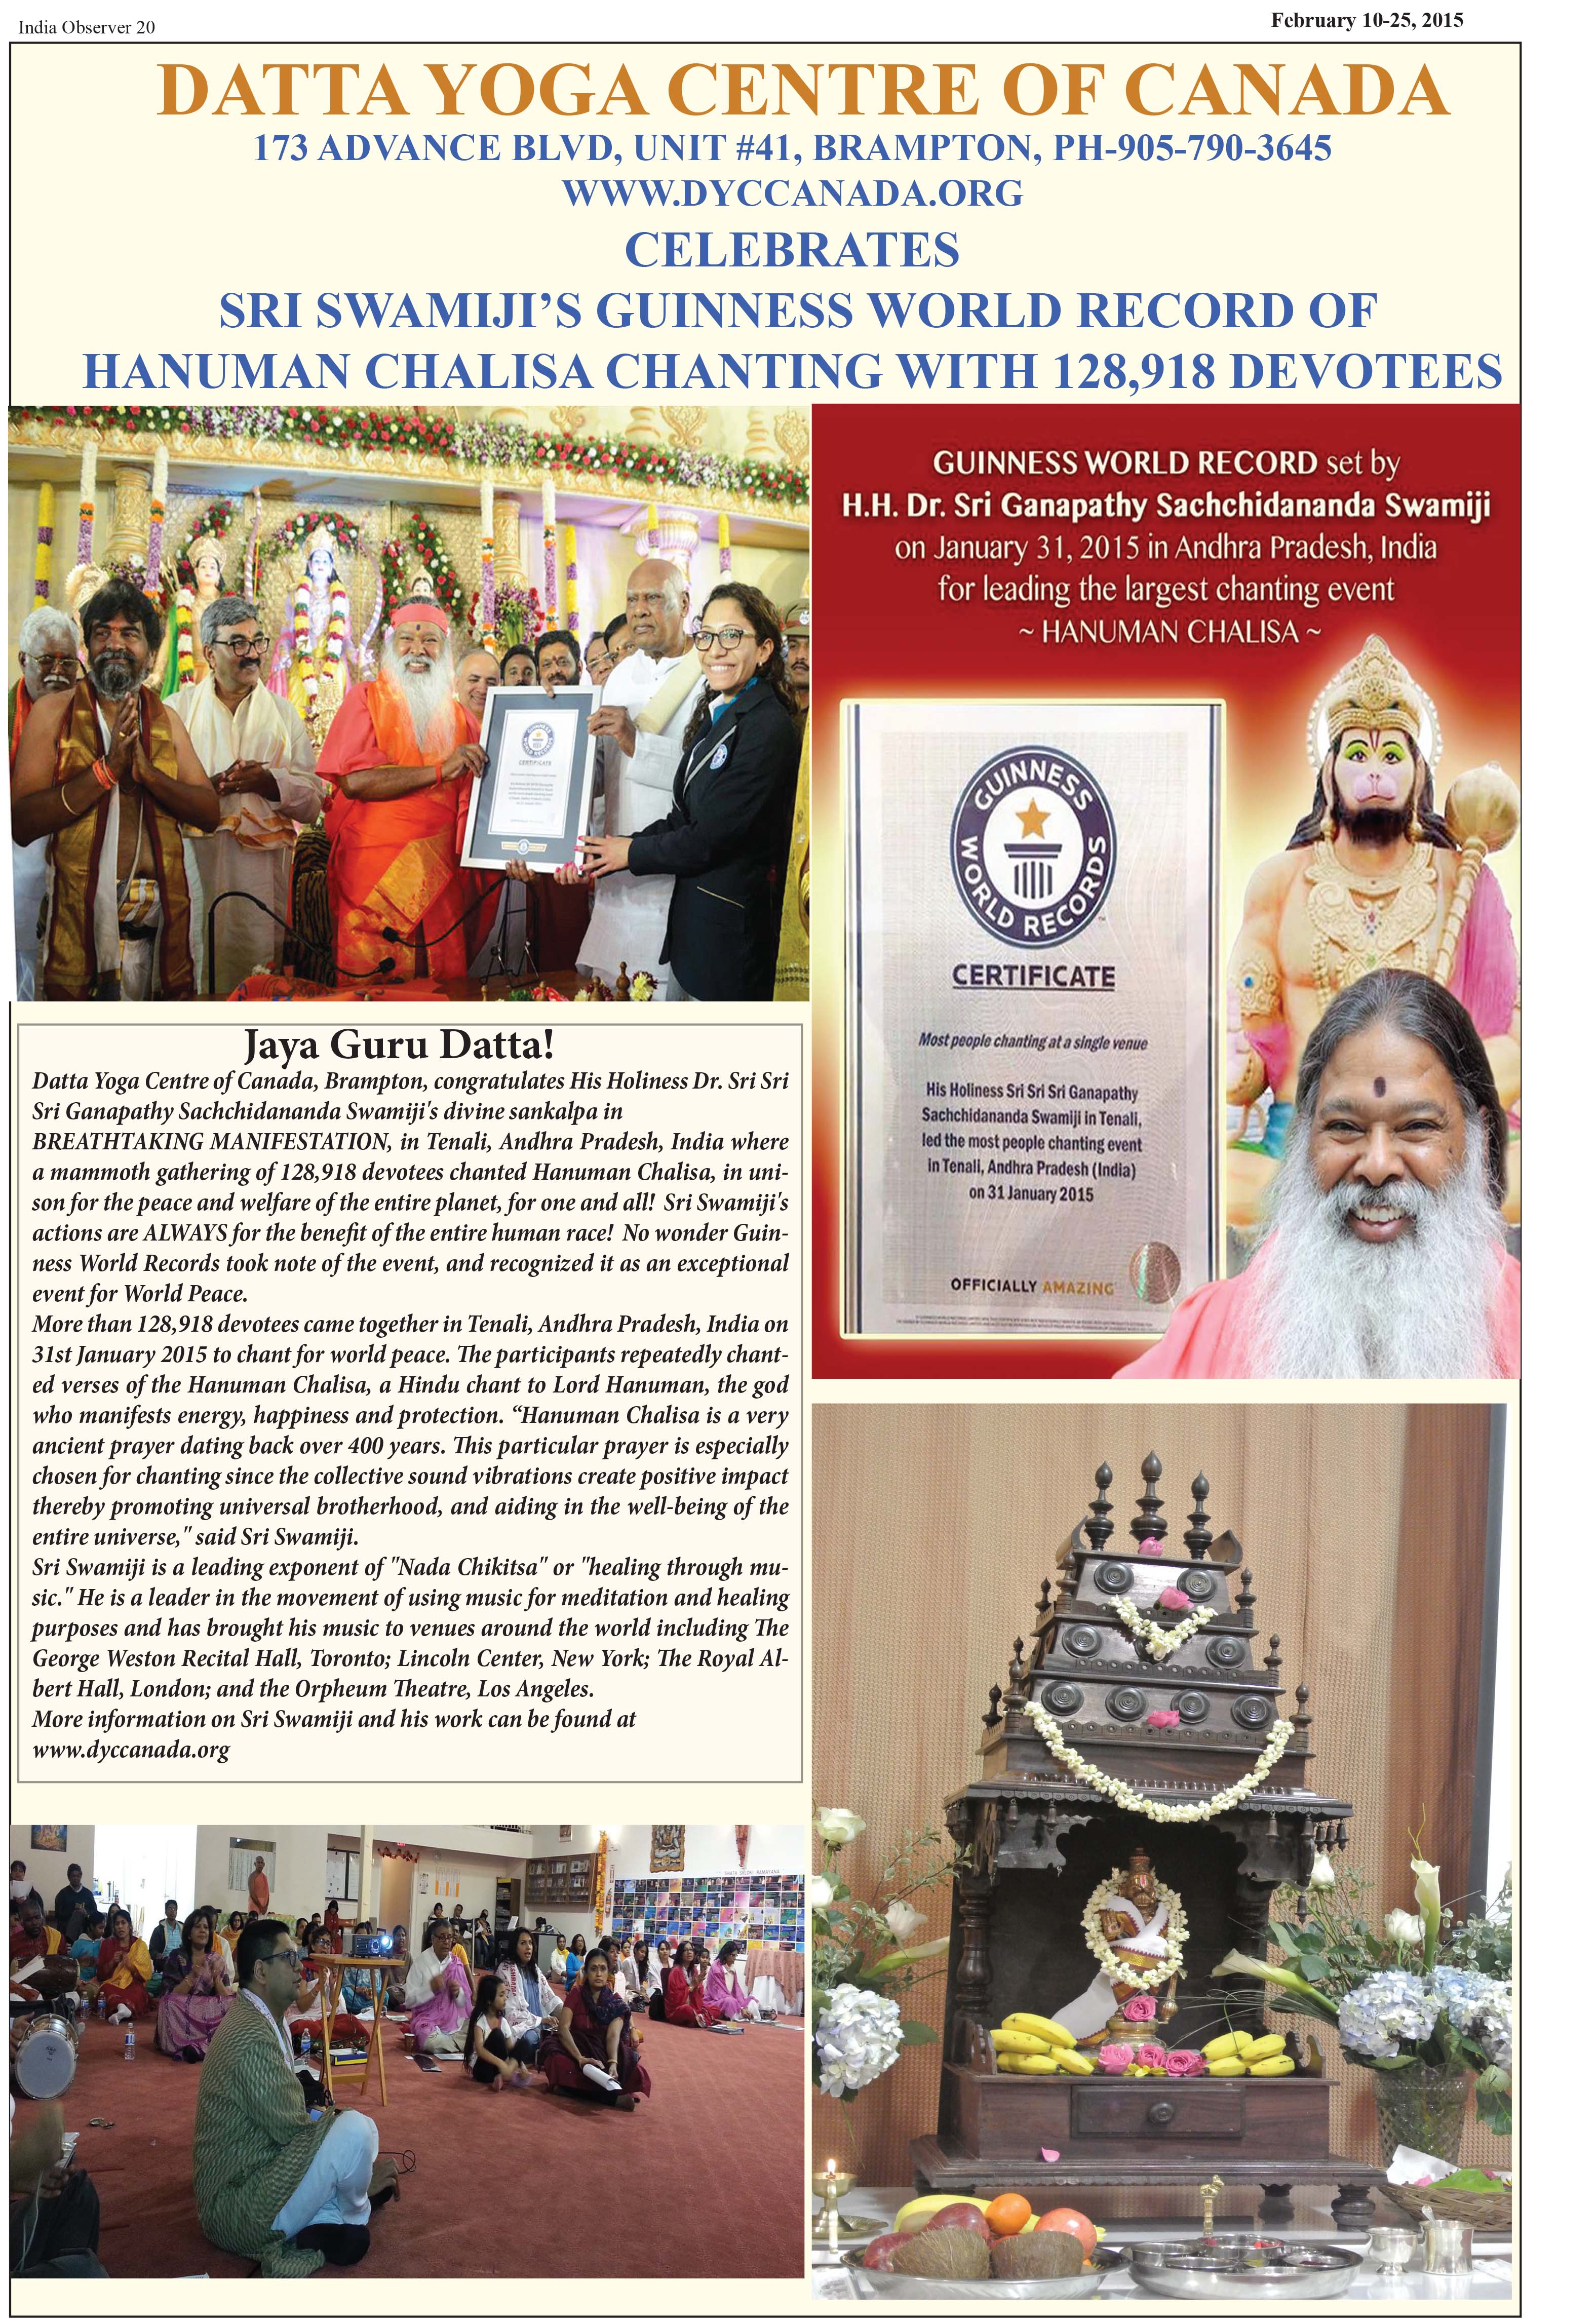 India Observer 20
February 10-25, 2015
DATTA YOGA CENTRE OF CANADA
173 ADVANCE BLVD, UNIT #41, BRAMPTON, PH-905-790-3645
WWW.DYCCANADA.ORG
CELEBRATES
SRI SWAMIJI’S GUINNESS WORLD RECORD OF
HANUMAN CHALISA CHANTING WITH 128,918 DEVOTEES
GUINNESS WORLD RECORD set by
H.H. Dr. Sri Ganapathy Sachchidananda Swamiji
on January 31, 2015 in Andhra Pradesh, India
for leading the largest chanting event
~ HANUMAN CHALISA ~
GUINNESS
WORLD RECORDS
CERTIFICATE
Most people chanting at a single venue
His Holiness Sri Sri Sri Ganapathy
Sachchidananda Swamiji in Tenali,
led the most people chanting event
in Tenali, Andhra Pradesh (India)
on 31 January 2015
OFFICIALLY AMAZING
CERTIFICATE
Jaya Guru Datta!
Datta Yoga Centre of Canada, Brampton, congratulates His Holiness Dr. Sri Sri
Sri Ganapathy Sachchidananda Swamiji's divine sankalpa in
BREATHTAKING MANIFESTATION, in Tenali, Andhra Pradesh, India where
a mammoth gathering of 128,918 devotees chanted Hanuman Chalisa, in uni-
son for the peace and welfare of the entire planet, for one and all! Sri Swamiji's
actions are ALWAYS for the benefit of the entire human race! No wonder Guin-
ness World Records took note of the event, and recognized it as an exceptional
event for World Peace.
More than 128,918 devotees came together in Tenali, Andhra Pradesh, India on
31st January 2015 to chant for world peace. The participants repeatedly chant-
ed verses of the Hanuman Chalisa, a Hindu chant to Lord Hanuman, the god
who manifests energy, happiness and protection. “Hanuman Chalisa is a very
ancient prayer dating back over 400 years. This particular prayer is especially
chosen for chanting since the collective sound vibrations create positive impact
thereby promoting universal brotherhood, and aiding in the well-being of the
entire universe," said Sri Swamiji.
Sri Swamiji is a leading exponent of "Nada Chikitsa" or "healing through mu-
sic." He is a leader in the movement of using music for meditation and healing
purposes and has brought his music to venues around the world including The
George Weston Recital Hall, Toronto; Lincoln Center, New York; The Royal Al-
bert Hall, London; and the Orpheum Theatre, Los Angeles.
More information on Sri Swamiji and his work can be found at
www.dyccanada.org
SHATA SHLOKI RAMAYANA